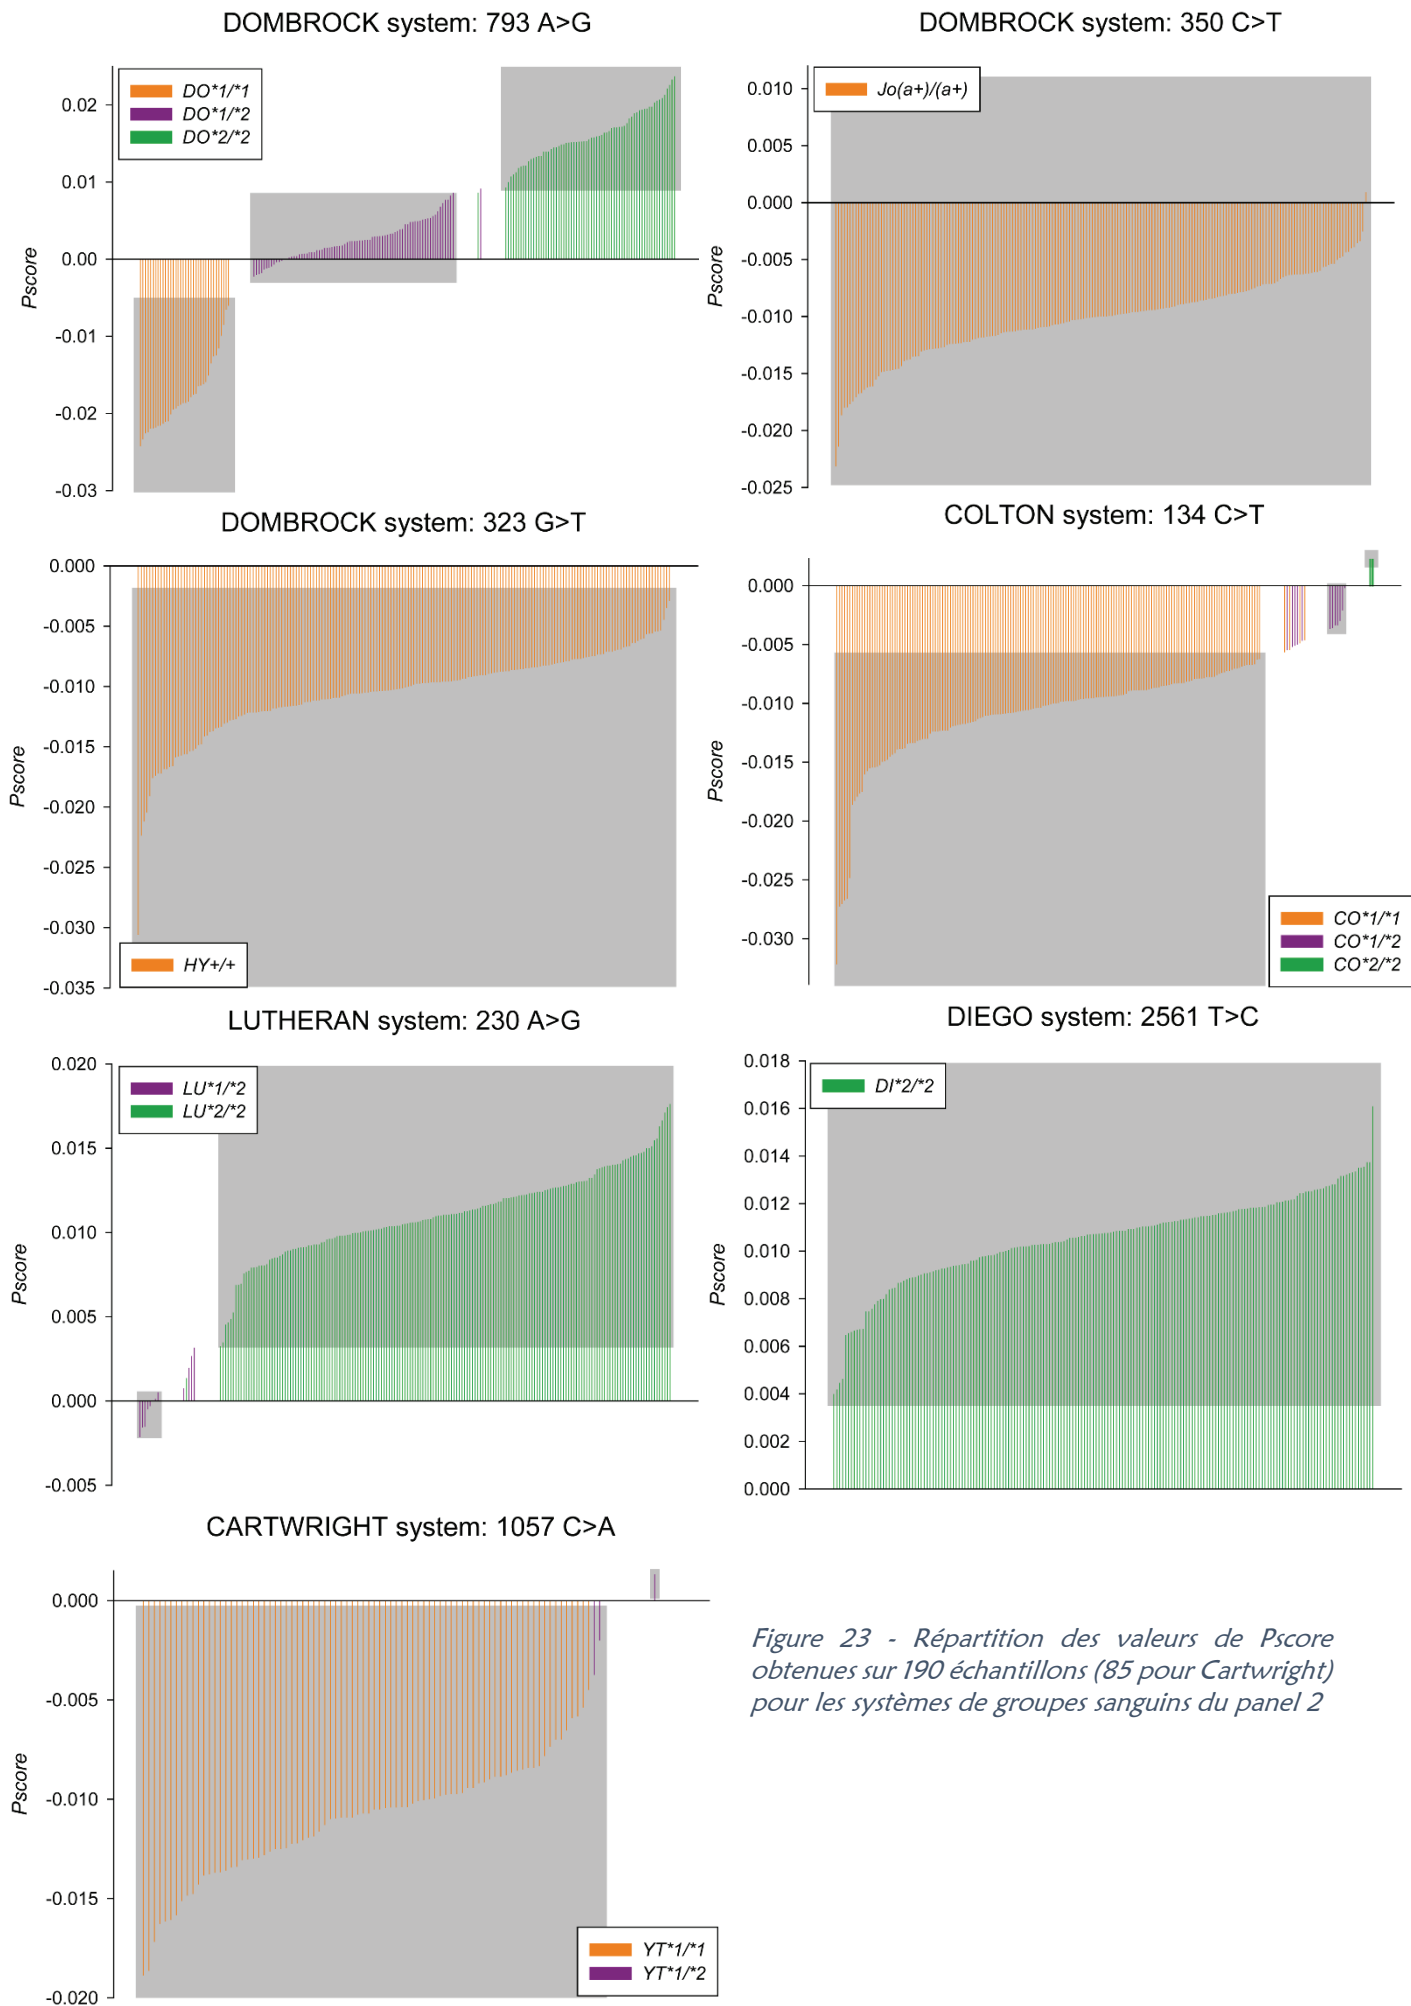 DOMBROCK system: 793 A>G
DO*1/*1
DO*1/*2
DO*2/*2
0.02
0.01
0.00
-0.01
-0.02
-0.03
Pscore
DOMBROCK system: 350 C>T
Jo(a+)/(a+)
0.010
0.005
0.000
-0.005
-0.010
-0.015
-0.020
-0.025
Pscore
DOMBROCK system: 323 G>T
0.000
-0.005
-0.010
-0.015
-0.020
-0.025
-0.030
-0.035
Pscore
HY+/+
COLTON system: 134 C>T
0.000
-0.005
-0.010
-0.015
-0.020
-0.025
-0.030
Pscore
CO*1/*1
CO*1/*2
CO*2/*2
LUTHERAN system: 230 A>G
LU*1/*2
LU*2/*2
0.020
0.015
0.010
0.005
0.000
-0.005
Pscore
DIEGO system: 2561 T>C
DI*2/*2
0.018
0.016
0.014
0.012
0.010
0.008
0.006
0.004
0.002
0.000
Pscore
CARTWRIGHT system: 1057 C>A
0.000
-0.005
-0.010
-0.015
-0.020
Pscore
YT*1/*1
YT*1/*2
Figure 23 - Répartition des valeurs de Pscore
obtenues sur 190 échantillons (85 pour Cartwright)
pour les systèmes de groupes sanguins du panel 2